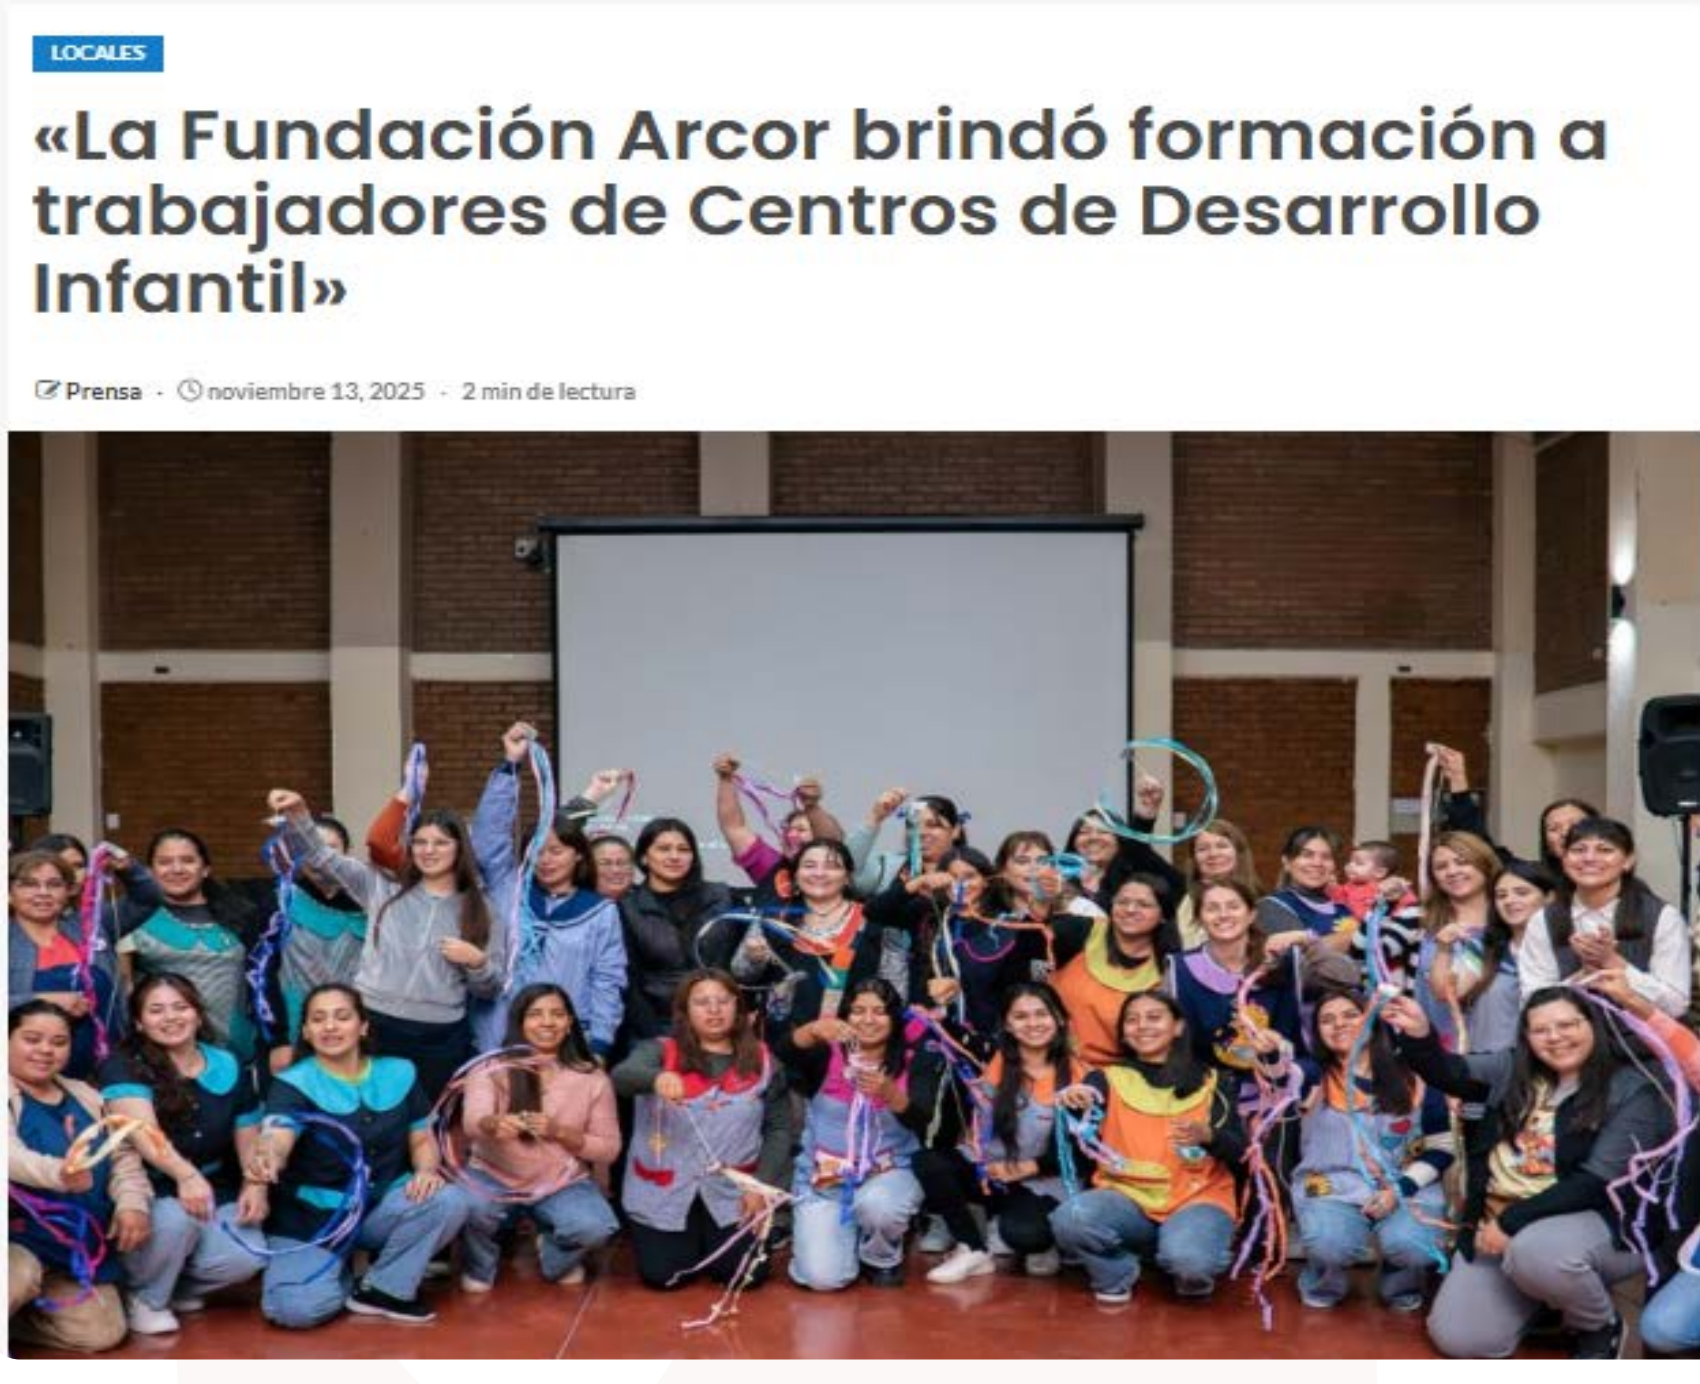 LOCALES
«La Fundación Arcor brindó formación a
trabajadores de Centros de Desarrollo
Infantil»
Prensa · noviembre 13, 2025 · 2 min de lectura